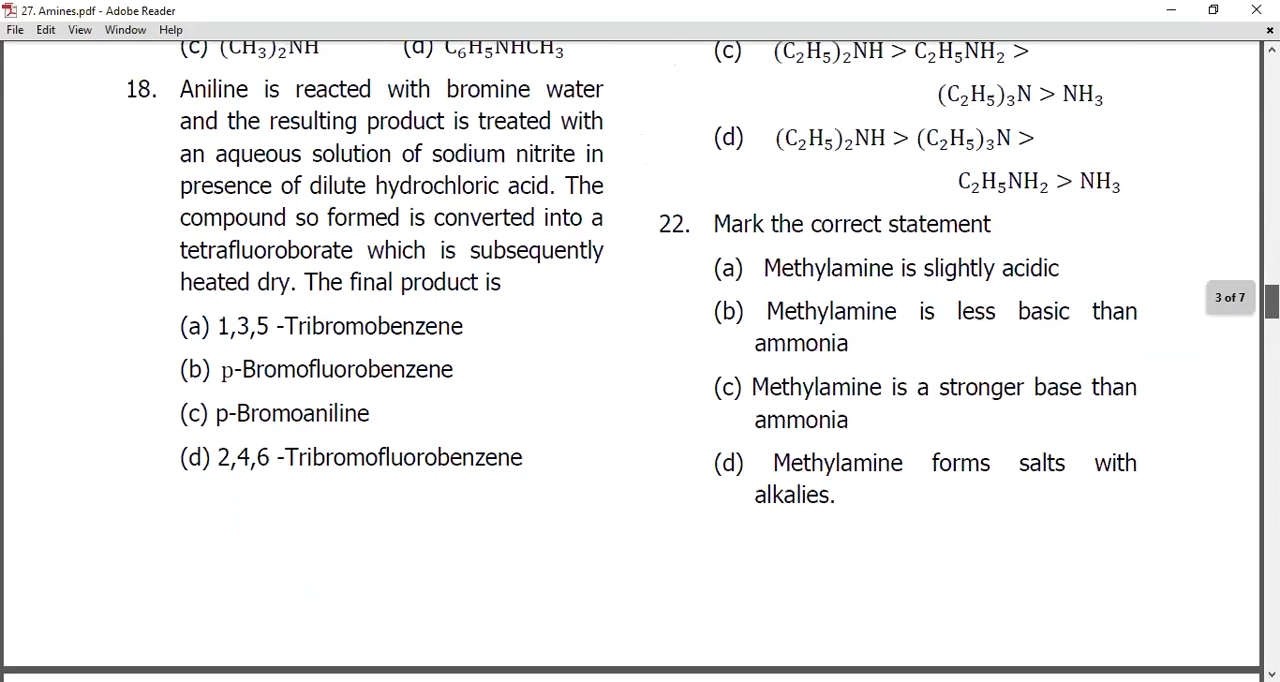 27. Amines.pdf - Adobe Reader
File Edit View Window Help
(c) (CH₃)₂NH (d) C₆H₅NHCH₃
18. Aniline is reacted with bromine water
and the resulting product is treated with
an aqueous solution of sodium nitrite in
presence of dilute hydrochloric acid. The
compound so formed is converted into a
tetrafluoroborate which is subsequently
heated dry. The final product is
(a) 1,3,5 -Tribromobenzene
(b) p-Bromofluorobenzene
(c) p-Bromoaniline
(d) 2,4,6 -Tribromofluorobenzene
(c) (C₂H₅)₂NH > C₂H₅NH₂ >
(C₂H₅)₃N > NH₃
(d) (C₂H₅)₂NH > (C₂H₅)₃N >
C₂H₅NH₂ > NH₃
22. Mark the correct statement
(a) Methylamine is slightly acidic
(b) Methylamine is less basic than
ammonia
(c) Methylamine is a stronger base than
ammonia
(d) Methylamine forms salts with
alkalies.
3 of 7